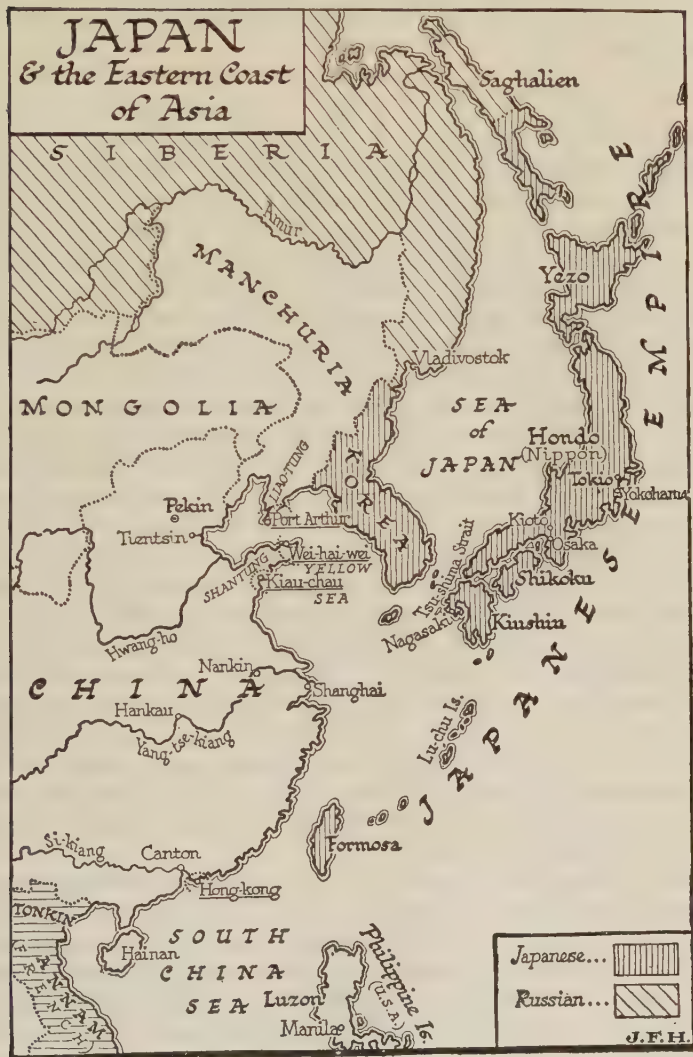 JAPAN
& the Eastern Coast
of Asia
SIBERIA
Saghalien
Amur
MANCHURIA
Yezo
JAPANESE EMPIRE
Vladivostok
MONGOLIA
SEA
of
JAPAN
KOREA
Hondo
(Nippon)
Tokio
Yokohama
LIAO-TUNG
Pekin
Port Arthur
Tientsin
Kioto
Osaka
Wei-hai-wei
YELLOW
SEA
SHANTUNG
Kiau-chau
Tsu-shima Strait
Shikoku
Nagasaki
Kiushiu
Hwang-ho
Nankin
CHINA
Shanghai
Hankau
Yang-tse-kiang
Lu-chu Is.
Formosa
Si-kiang
Canton
Hong-kong
TONKIN
FRENCH
ANNAM
Hainan
SOUTH
CHINA
SEA
Luzon
Philippine Is.
(U.S.A.)
Manila
Japanese...
Russian...
J.F.H.